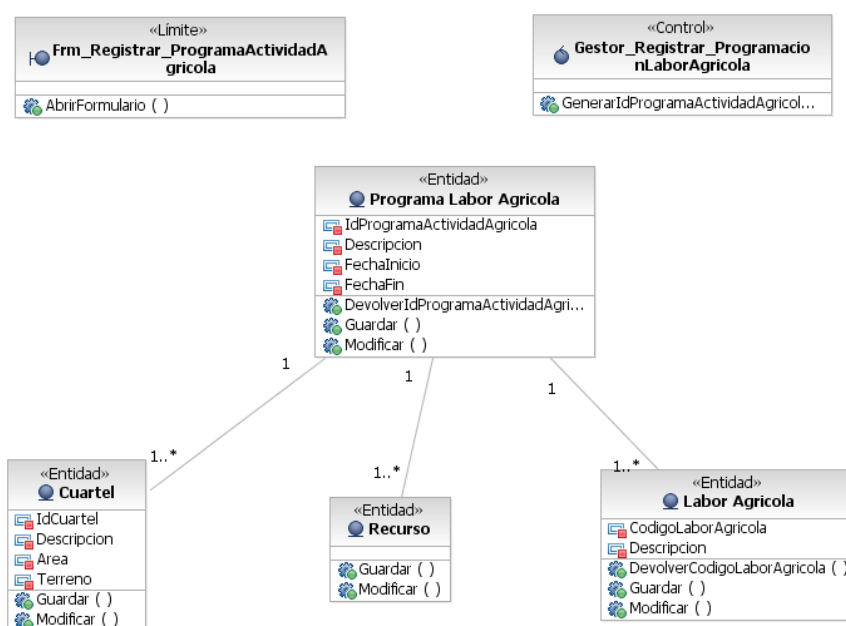 «Límite»
Frm_Registrar_ProgramaActividadA
gricola
AbrirFormulario ( )
«Control»
Gestor_Registrar_Programacio
nLaborAgricola
GenerarIdProgramaActividadAgricol...
«Entidad»
Programa Labor Agricola
IdProgramaActividadAgricola
Descripcion
FechaInicio
FechaFin
DevolverIdProgramaActividadAgri...
Guardar ( )
Modificar ( )
1
1
1
1..*
1..*
1..*
«Entidad»
Cuartel
IdCuartel
Descripcion
Area
Terreno
Guardar ( )
Modificar ( )
«Entidad»
Recurso
Guardar ( )
Modificar ( )
«Entidad»
Labor Agricola
CodigoLaborAgricola
Descripcion
DevolverCodigoLaborAgricola ( )
Guardar ( )
Modificar ( )